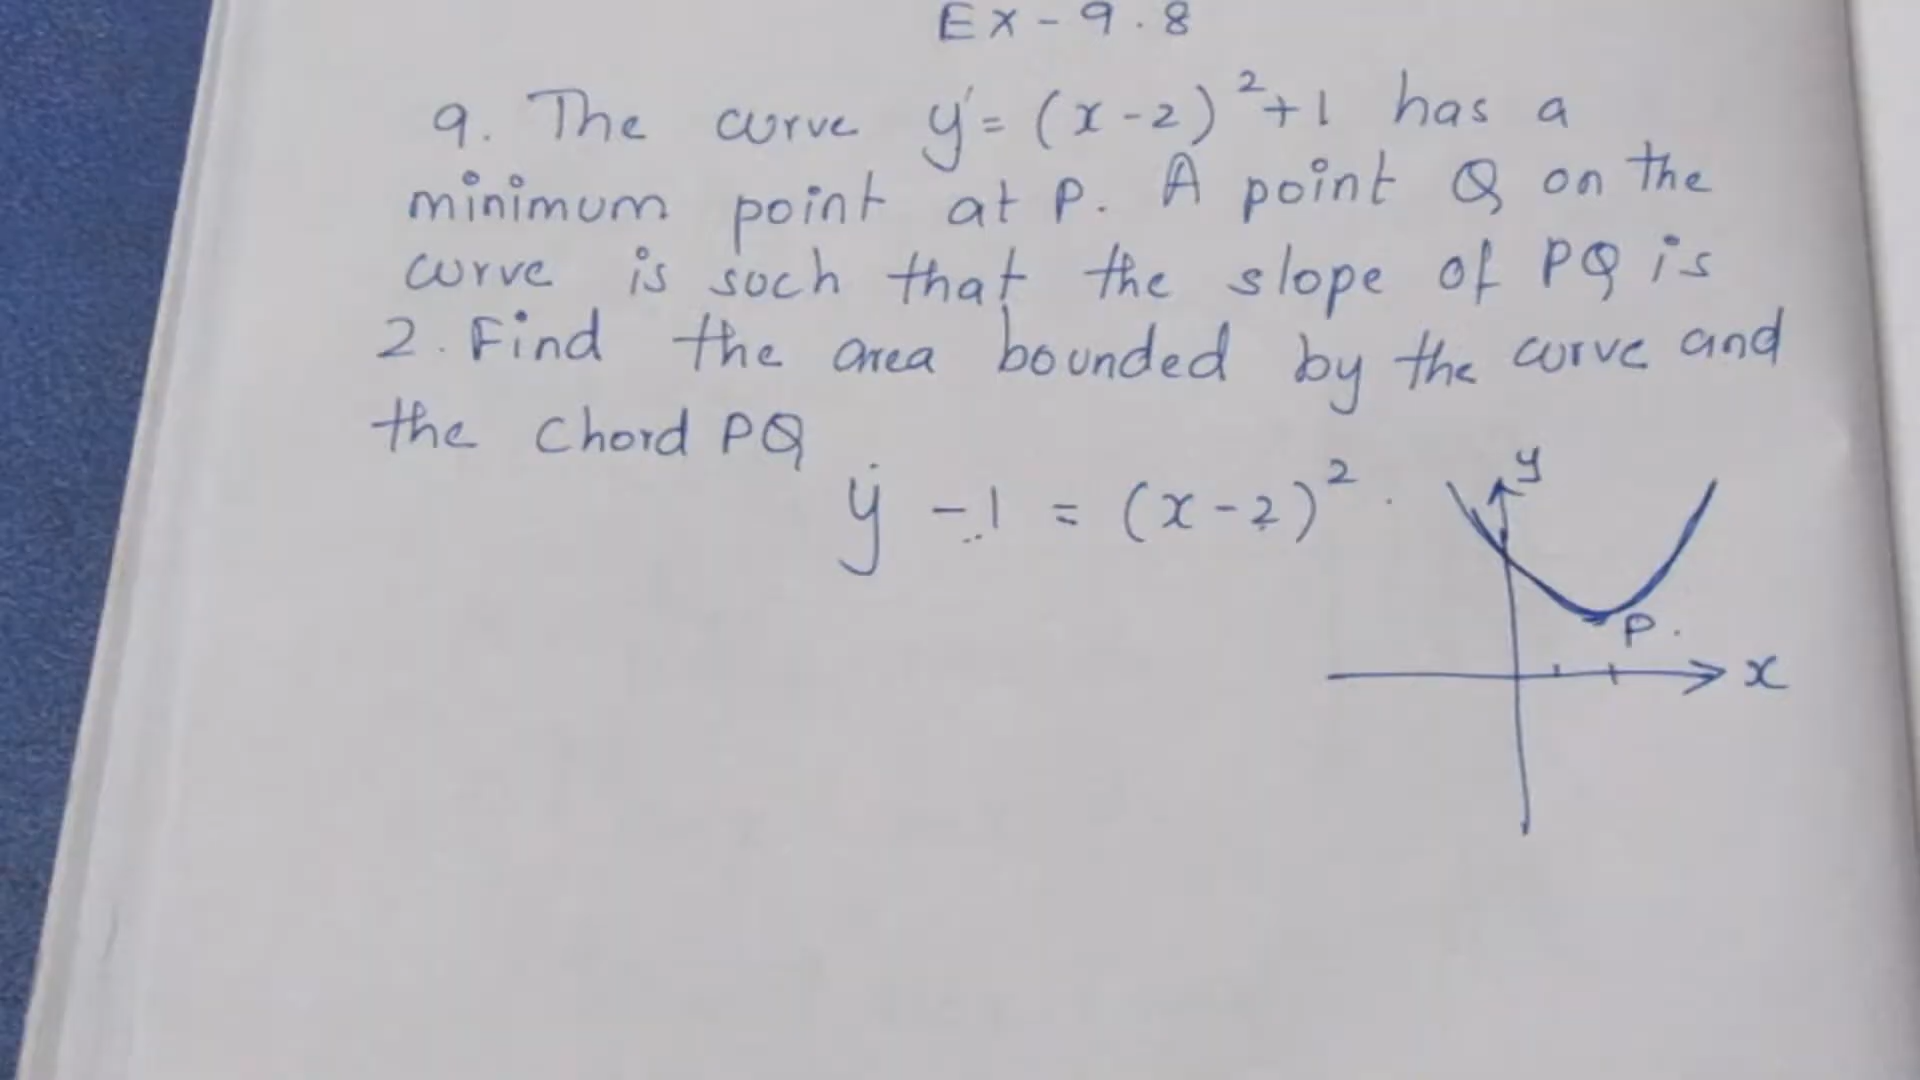 Ex - 9.8
9. The curve y = (x-2)²+1 has a
minimum point at P. A point Q on the
curve is such that the slope of PQ is
2. Find the area bounded by the curve and
the chord PQ
y - 1 = (x-2)².
y
P.
x